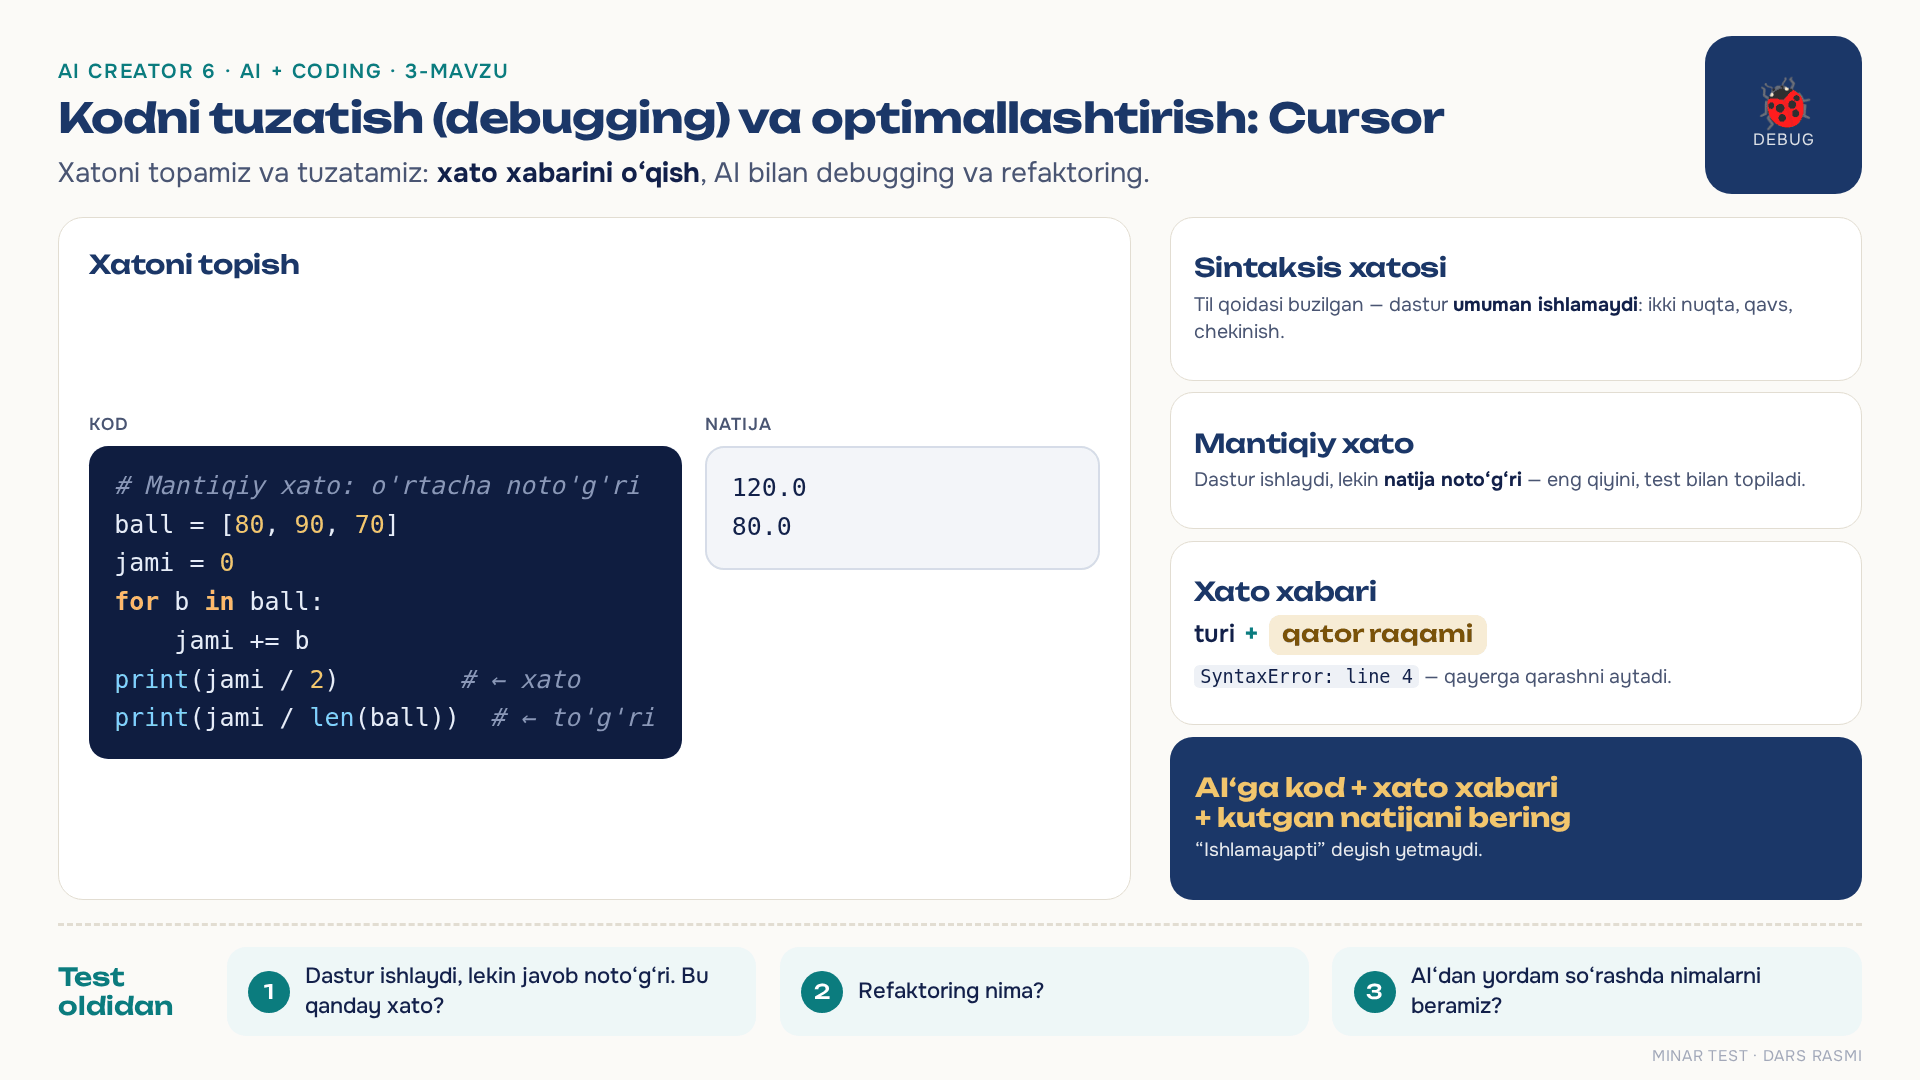 AI CREATOR 6 · AI + CODING · 3-MAVZU
Kodni tuzatish (debugging) va optimallashtirish: Cursor
Xatoni topamiz va tuzatamiz: xato xabarini o‘qish, AI bilan debugging va refaktoring.
DEBUG
Xatoni topish
KOD
# Mantiqiy xato: o'rtacha noto'g'ri
ball = [80, 90, 70]
jami = 0
for b in ball:
    jami += b
print(jami / 2)        # ← xato
print(jami / len(ball))  # ← to'g'ri
NATIJA
120.0
80.0
Sintaksis xatosi
Til qoidasi buzilgan — dastur umuman ishlamaydi: ikki nuqta, qavs,
chekinish.
Mantiqiy xato
Dastur ishlaydi, lekin natija noto‘g‘ri — eng qiyini, test bilan topiladi.
Xato xabari
turi + qator raqami
SyntaxError: line 4 — qayerga qarashni aytadi.
AI‘ga kod + xato xabari
+ kutgan natijani bering
“Ishlamayapti” deyish yetmaydi.
Test
oldidan
1 Dastur ishlaydi, lekin javob noto‘g‘ri. Bu
qanday xato?
2 Refaktoring nima?
3 AI‘dan yordam so‘rashda nimalarni
beramiz?
MINAR TEST · DARS RASMI